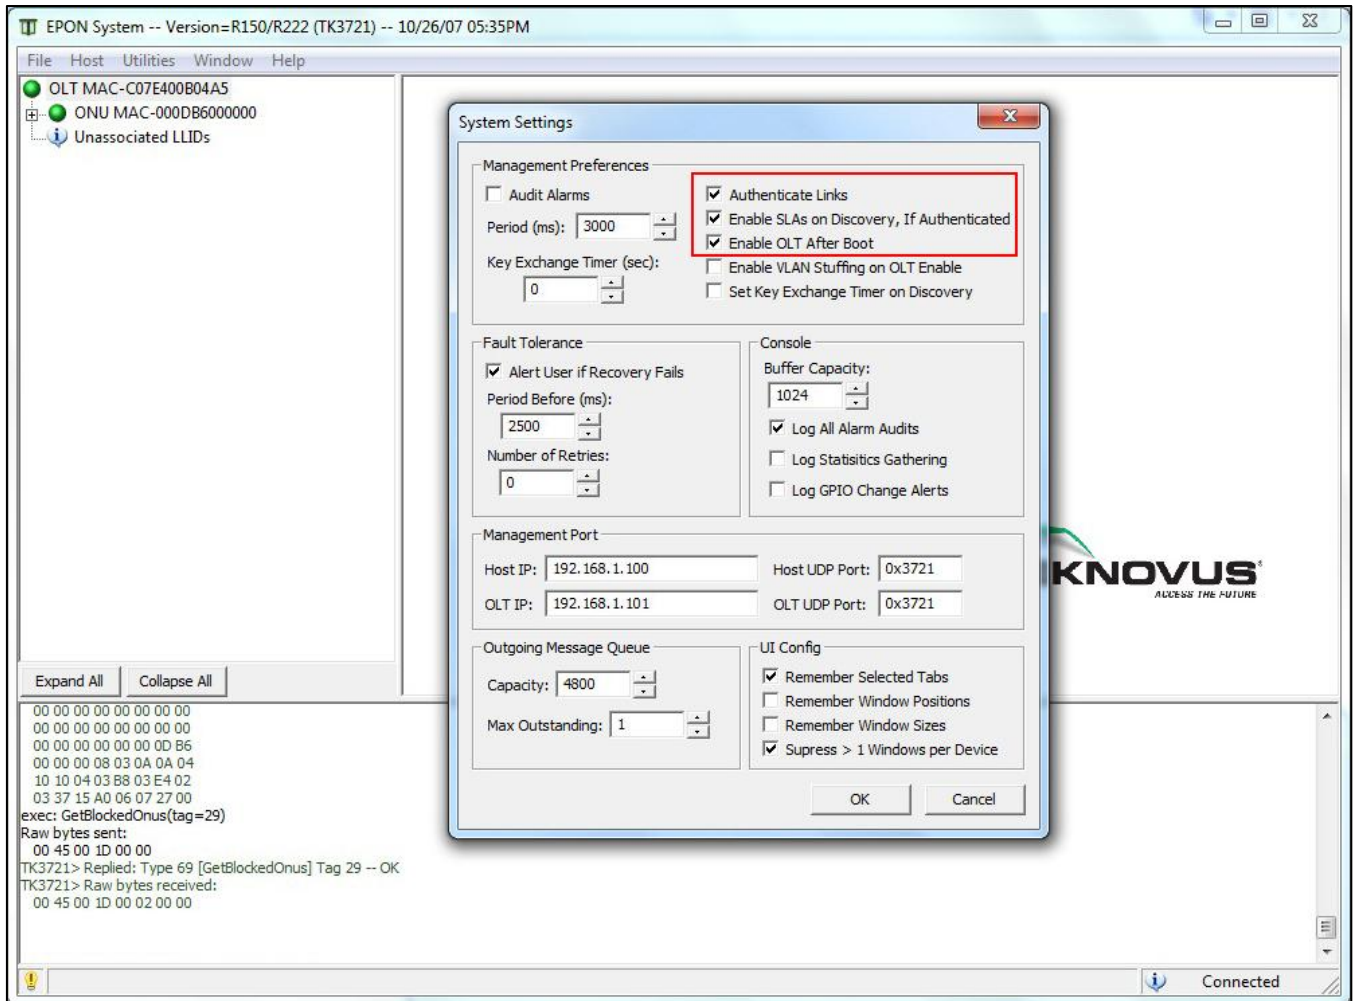 EPON System -- Version=R150/R222 (TK3721) -- 10/26/07 05:35PM
File Host Utilities Window Help
OLT MAC-C07E400B04A5
ONU MAC-000DB6000000
Unassociated LLIDs
Expand All Collapse All
System Settings
Management Preferences
Audit Alarms
Period (ms): 3000
Key Exchange Timer (sec):
0
Authenticate Links
Enable SLAs on Discovery, If Authenticated
Enable OLT After Boot
Enable VLAN Stuffing on OLT Enable
Set Key Exchange Timer on Discovery
Fault Tolerance
Alert User if Recovery Fails
Period Before (ms):
2500
Number of Retries:
0
Console
Buffer Capacity:
1024
Log All Alarm Audits
Log Statisitics Gathering
Log GPIO Change Alerts
Management Port
Host IP: 192.168.1.100 Host UDP Port: 0x3721
OLT IP: 192.168.1.101 OLT UDP Port: 0x3721
Outgoing Message Queue
Capacity: 4800
Max Outstanding: 1
UI Config
Remember Selected Tabs
Remember Window Positions
Remember Window Sizes
Supress > 1 Windows per Device
OK Cancel
KNOVUS
ACCESS THE FUTURE
00 00 00 00 00 00 00 00
00 00 00 00 00 00 00 00
00 00 00 00 00 00 0D B6
00 00 00 08 03 0A 0A 04
10 10 04 03 B8 03 E4 02
03 37 15 A0 06 07 27 00
exec: GetBlockedOnus(tag=29)
Raw bytes sent:
00 45 00 1D 00 00
TK3721> Replied: Type 69 [GetBlockedOnus] Tag 29 -- OK
TK3721> Raw bytes received:
00 45 00 1D 00 02 00 00
Connected